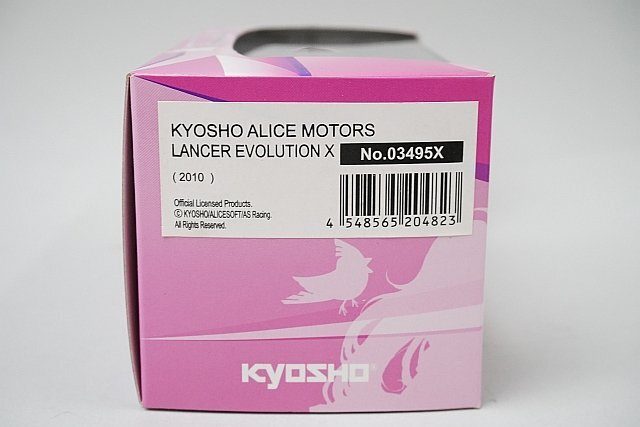 KYOSHO ALICE MOTORS
LANCER EVOLUTION X No.03495X
( 2010 )
Official Licensed Products.
Ⓒ KYOSHO/ALICESOFT/AS Racing.
All Rights Reserved.
4 548565 204823
KYOSHO®